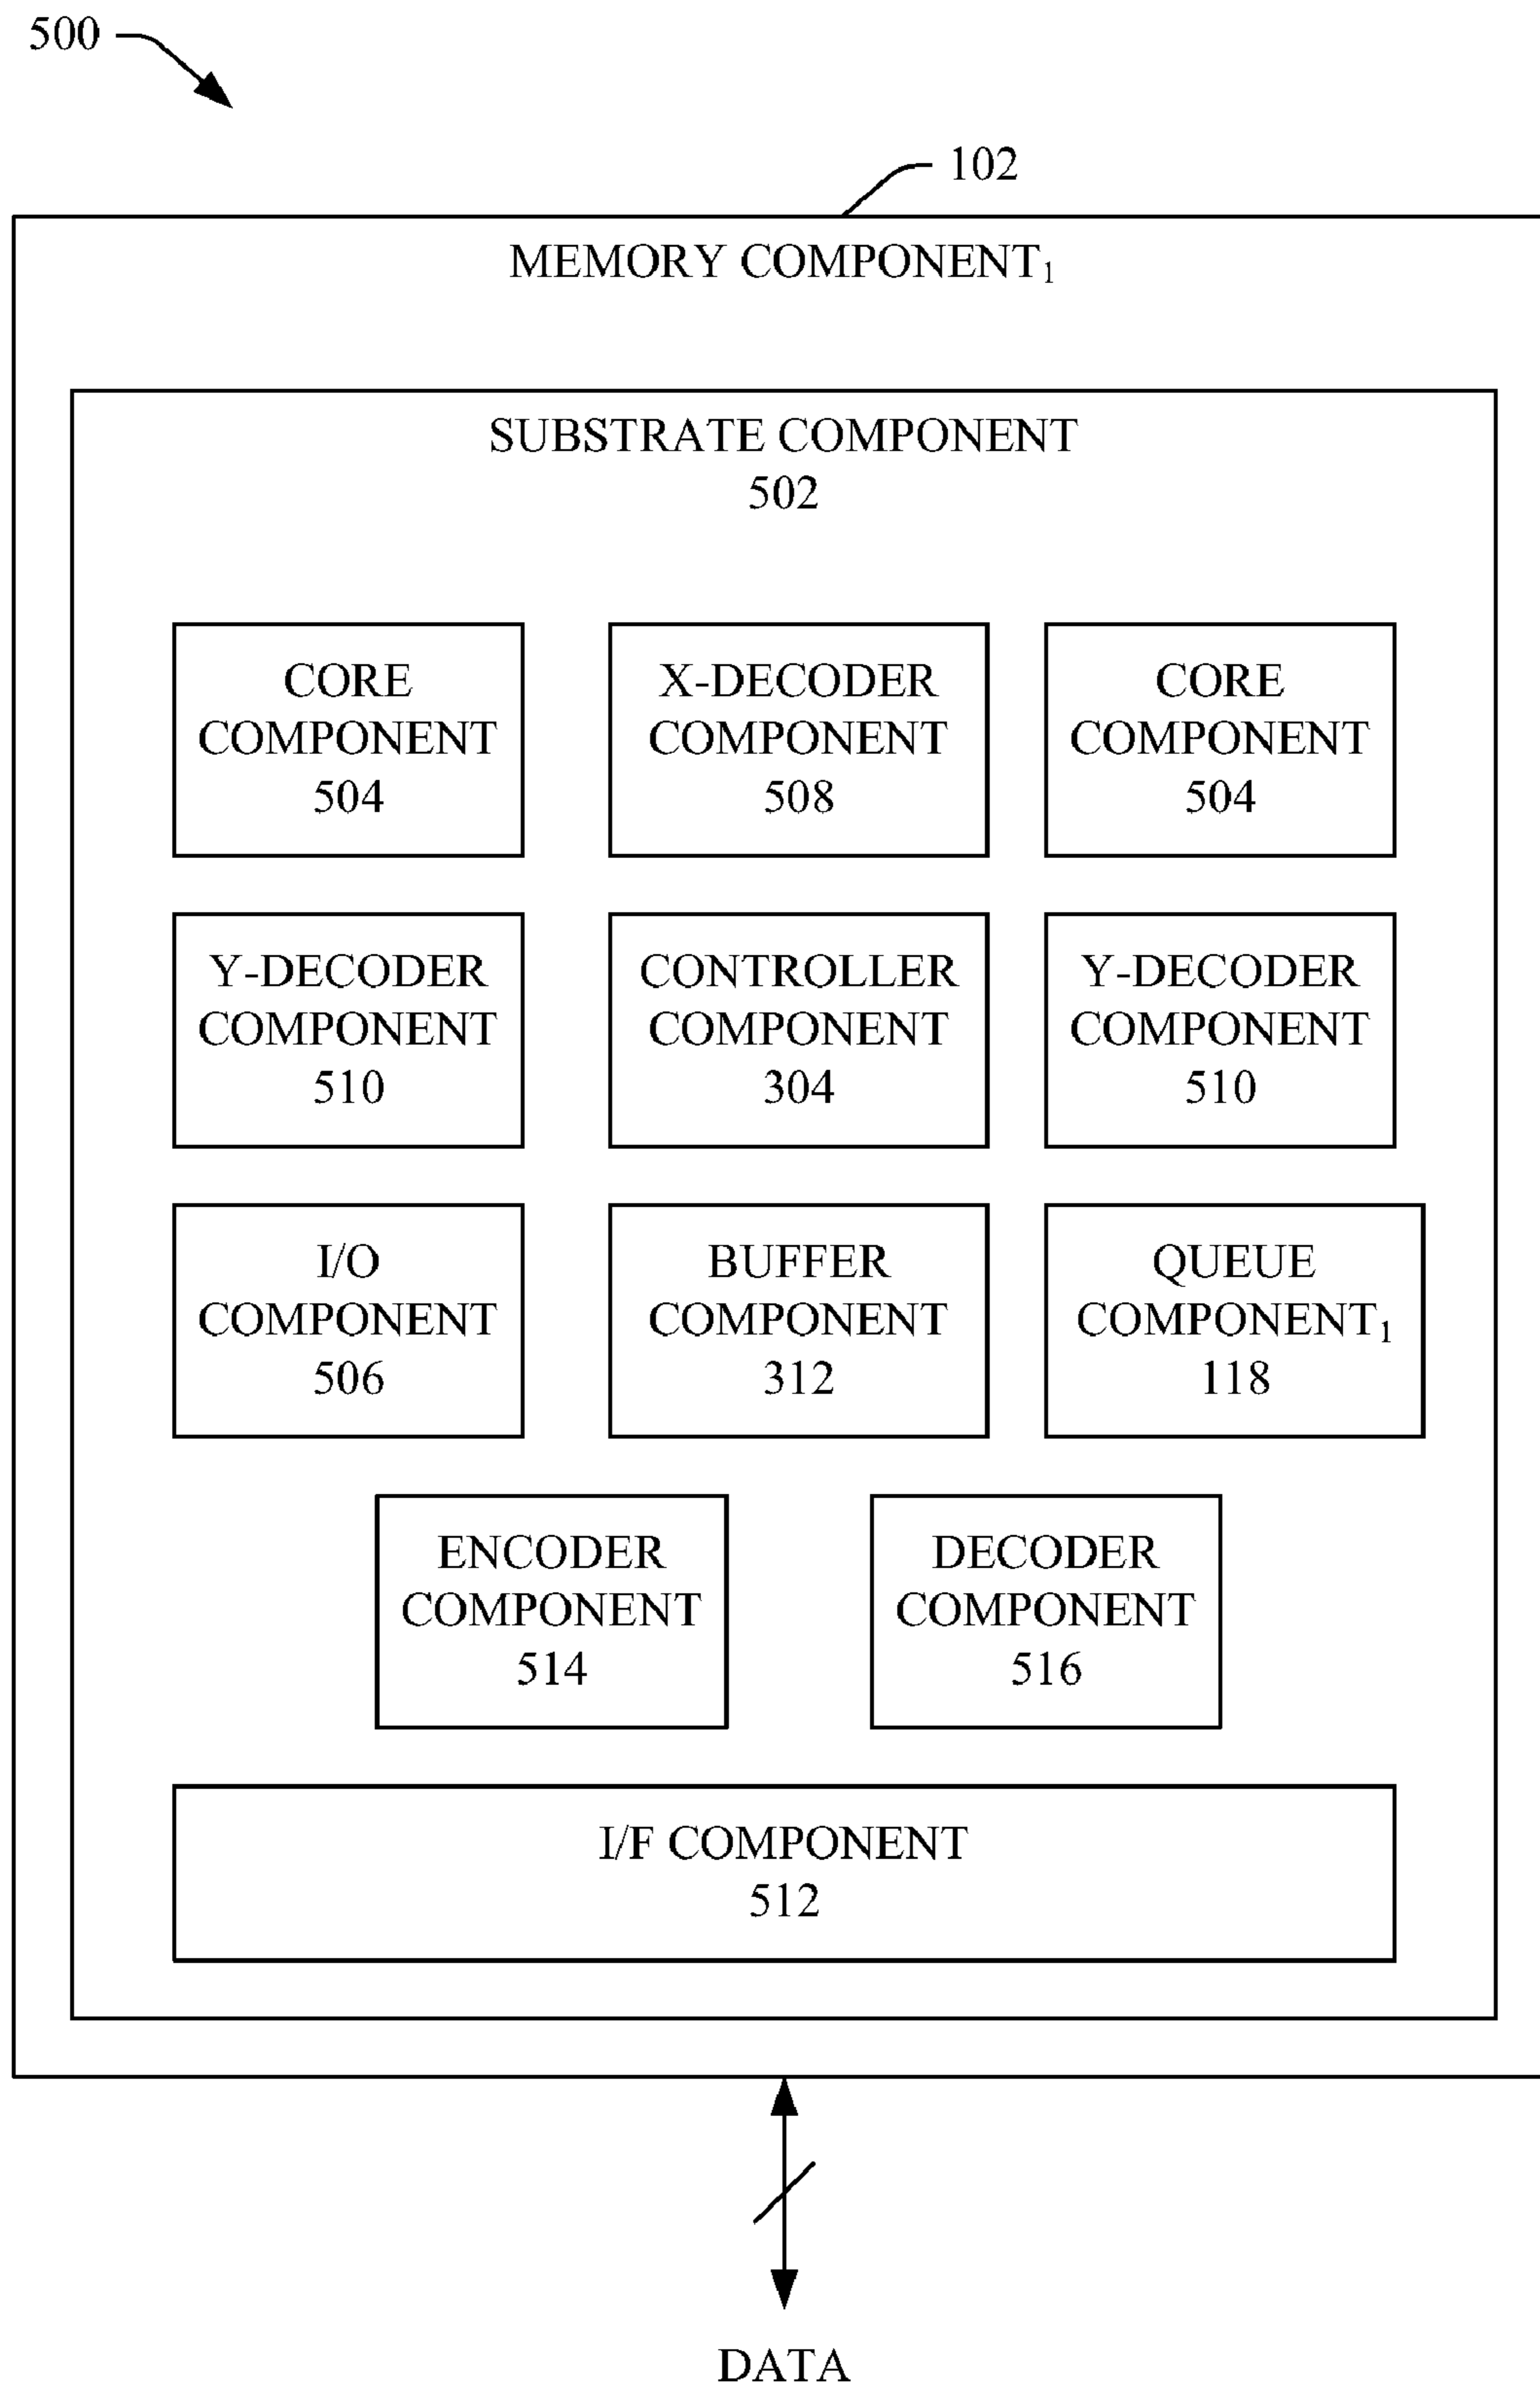 500
102
MEMORY COMPONENT₁
SUBSTRATE COMPONENT
502
CORE
COMPONENT
504
X-DECODER
COMPONENT
508
CORE
COMPONENT
504
Y-DECODER
COMPONENT
510
CONTROLLER
COMPONENT
304
Y-DECODER
COMPONENT
510
I/O
COMPONENT
506
BUFFER
COMPONENT
312
QUEUE
COMPONENT₁
118
ENCODER
COMPONENT
514
DECODER
COMPONENT
516
I/F COMPONENT
512
DATA